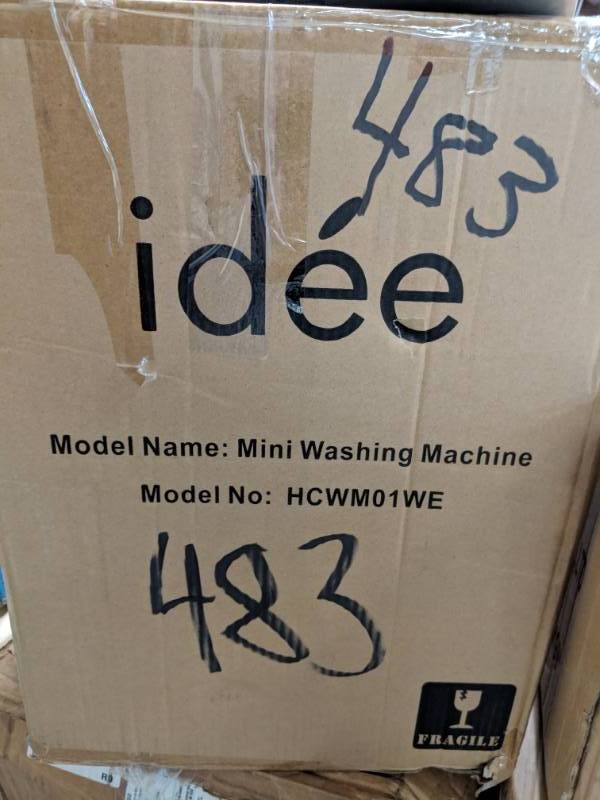 483
idée
Model Name: Mini Washing Machine
Model No: HCWM01WE
483
FRAGILE